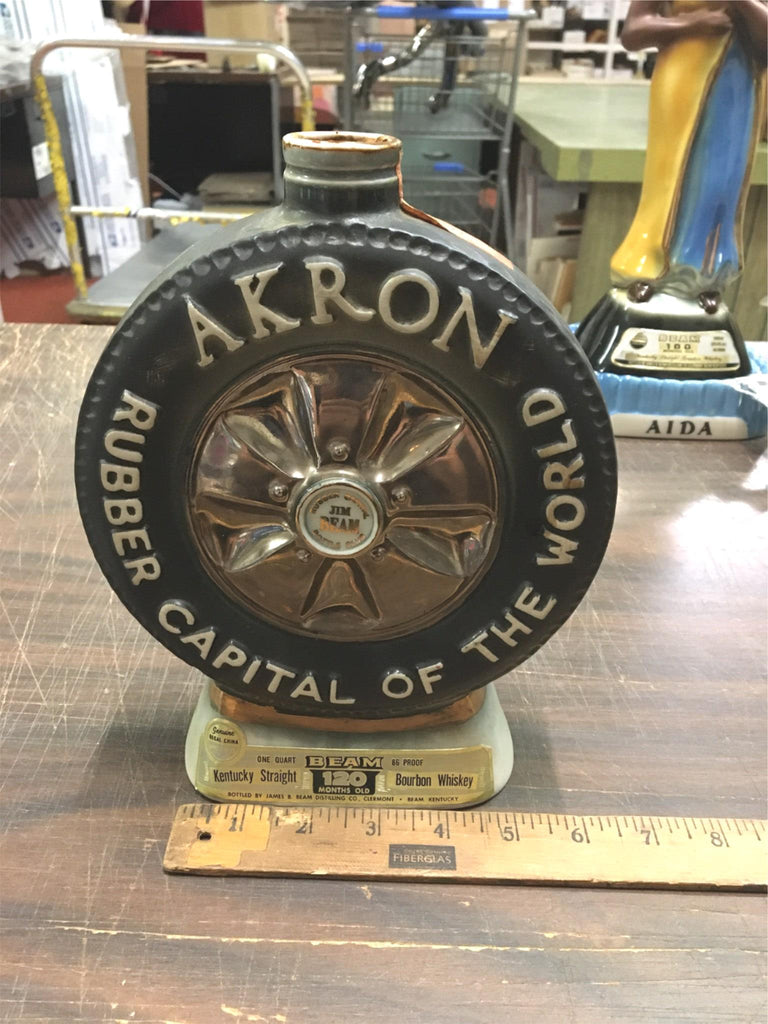 AKRON
RUBBER CAPITAL OF THE WORLD
JIM
BEAM
Genuine
REGAL CHINA
ONE QUART BEAM 86 PROOF
Kentucky Straight 120 Bourbon Whiskey
MONTHS OLD
BOTTLED BY JAMES B. BEAM DISTILLING CO., CLERMONT • BEAM, KENTUCKY
1 2 3 4 5 6 7 8
FIBERGLAS
BEAM
100
AIDA